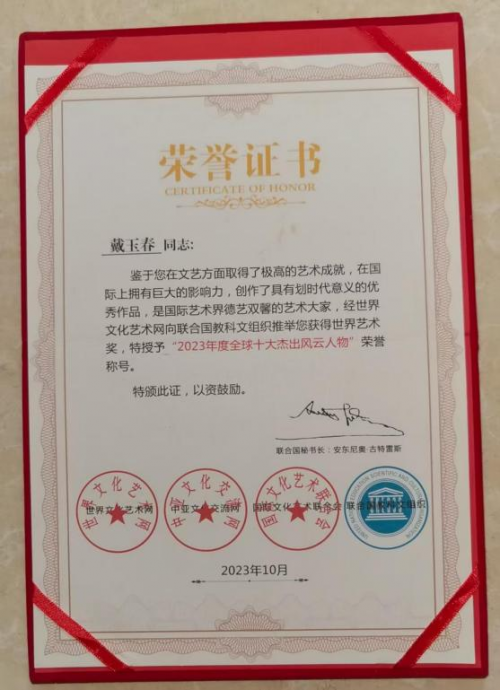 荣誉证书
CERTIFICATE OF HONOR
戴玉春 同志:
鉴于您在文艺方面取得了极高的艺术成就，在国
际上拥有巨大的影响力，创作了具有划时代意义的优
秀作品，是国际艺术界德艺双馨的艺术大家，经世界
文化艺术网向联合国教科文组织推举您获得世界艺术
奖，特授予“2023年度全球十大杰出风云人物”荣誉
称号。
特颁此证，以资鼓励。
联合国秘书长：安东尼奥·古特雷斯
世界文化艺术网
中亚文化交流网
国际文化艺术联合会
联合国教科文组织
2023年10月